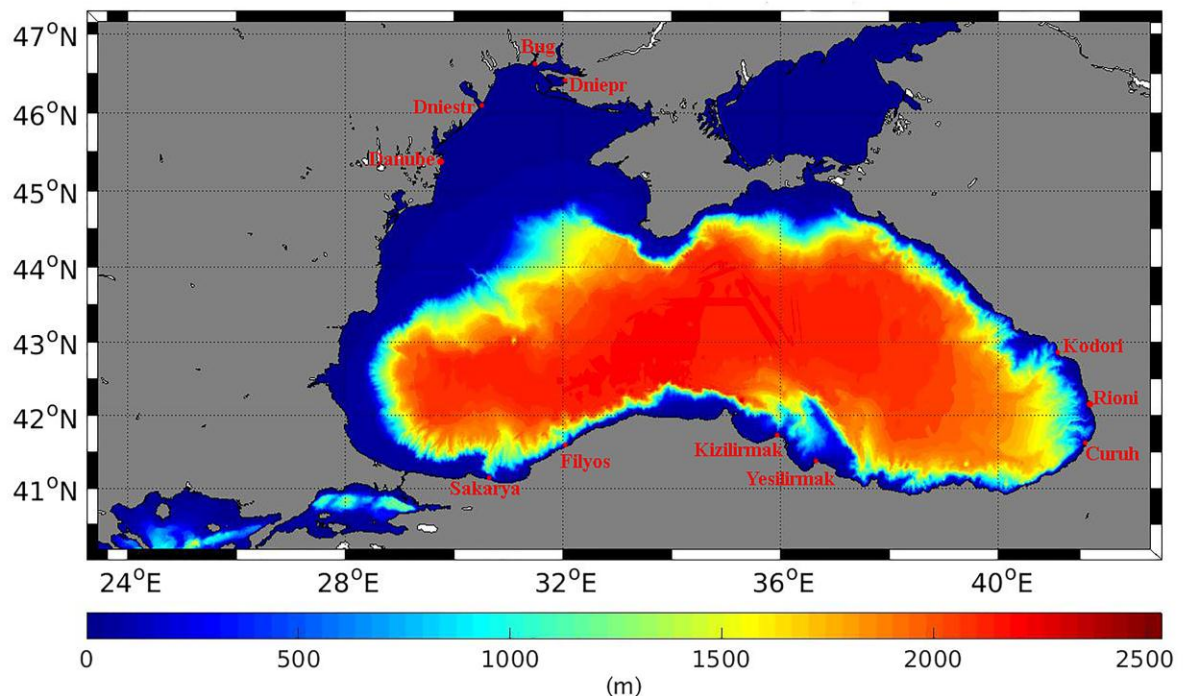 47°N
46°N
45°N
44°N
43°N
42°N
41°N
Bug
Dniepr
Dniestr
Danube
Kodori
Rioni
Curuh
Kizilirmak
Yesilirmak
Filyos
Sakarya
24°E 28°E 32°E 36°E 40°E
0 500 1000 1500 2000 2500
(m)